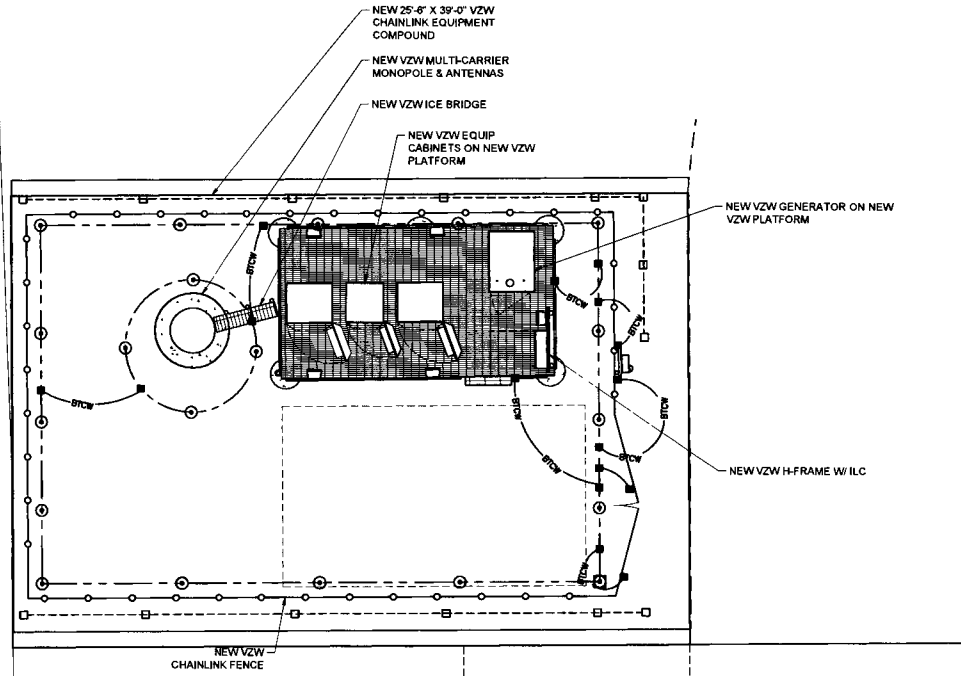 NEW 25'-6" X 39'-0" VZW
CHAINLINK EQUIPMENT
COMPOUND
NEW VZW MULTI-CARRIER
MONOPOLE & ANTENNAS
NEW VZW ICE BRIDGE
NEW VZW EQUIP
CABINETS ON NEW VZW
PLATFORM
NEW VZW GENERATOR ON NEW
VZW PLATFORM
BTCW
BTCW
BTCW
BTCW
BTCW
BTCW
BTCW
BTCW
NEW VZW H-FRAME W/ ILC
BTCW
NEW VZW
CHAINLINK FENCE